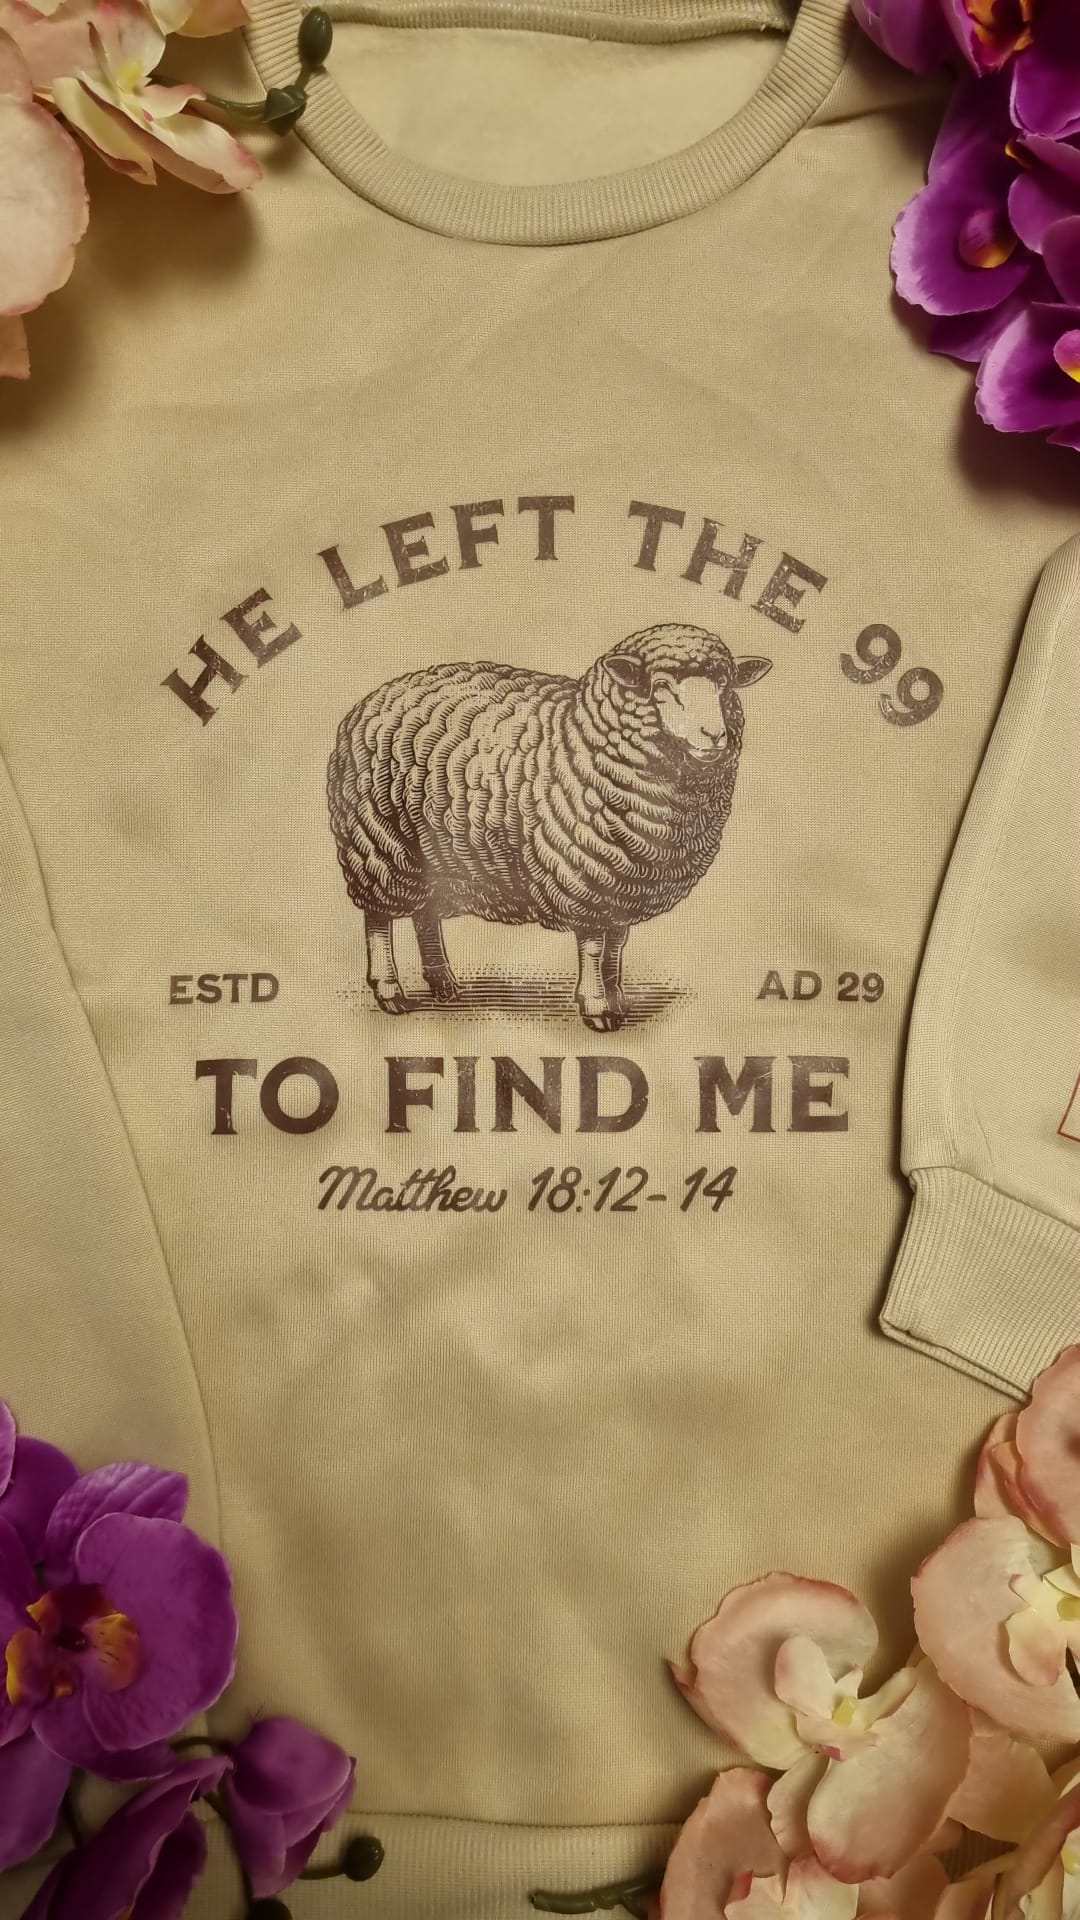 HE LEFT THE 99
ESTD
AD 29
TO FIND ME
Matthew 18:12-14